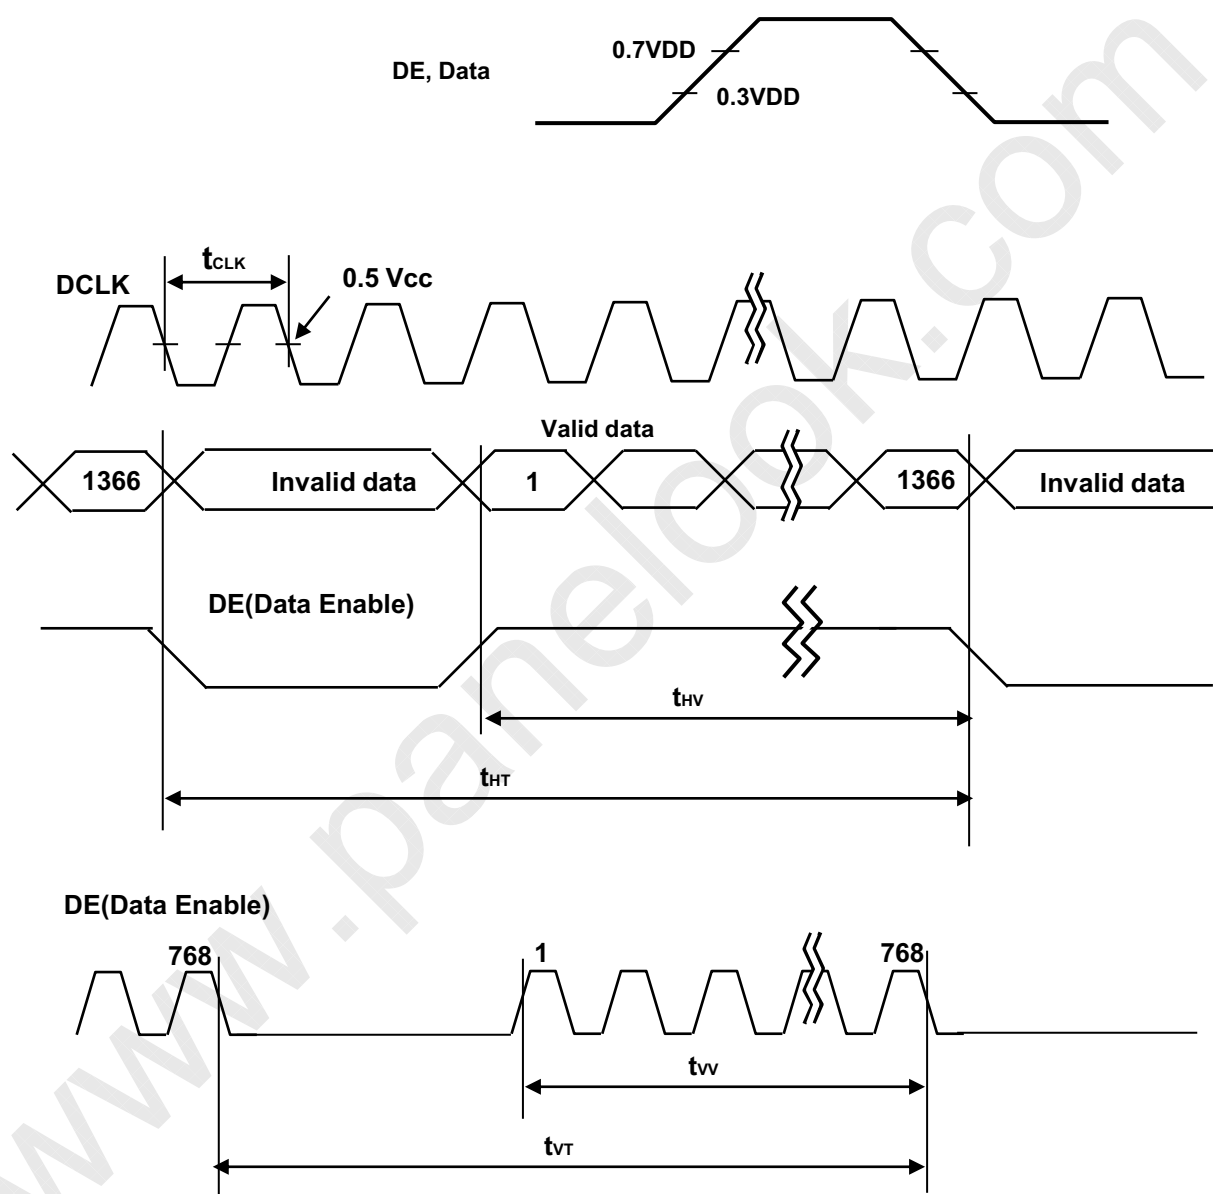 0.7VDD
DE, Data
0.3VDD
tCLK
DCLK
0.5 Vcc
Valid data
1366
Invalid data
1
1366
Invalid data
DE(Data Enable)
tHV
tHT
DE(Data Enable)
768
1
768
tVV
tVT
www.panelook.com